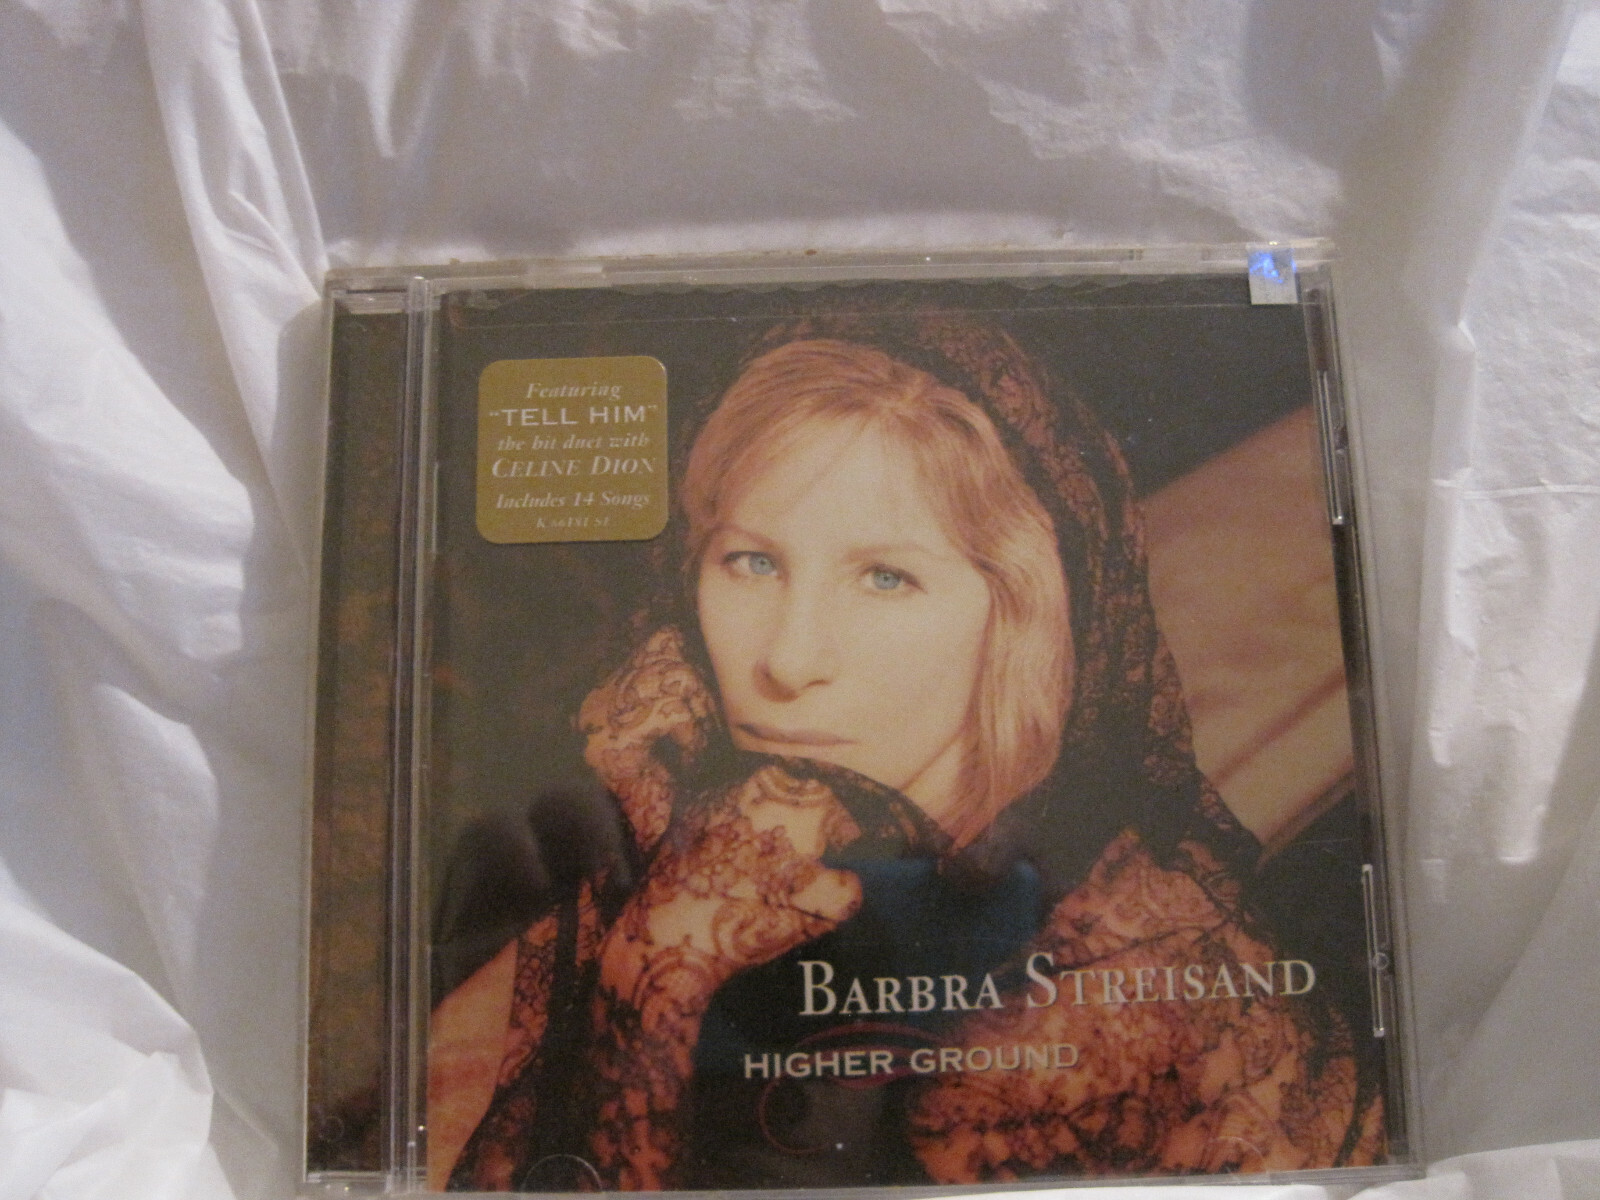 Featuring
"TELL HIM"
the hit duet with
CELINE DION
Includes 14 Songs
BARBRA STREISAND
HIGHER GROUND